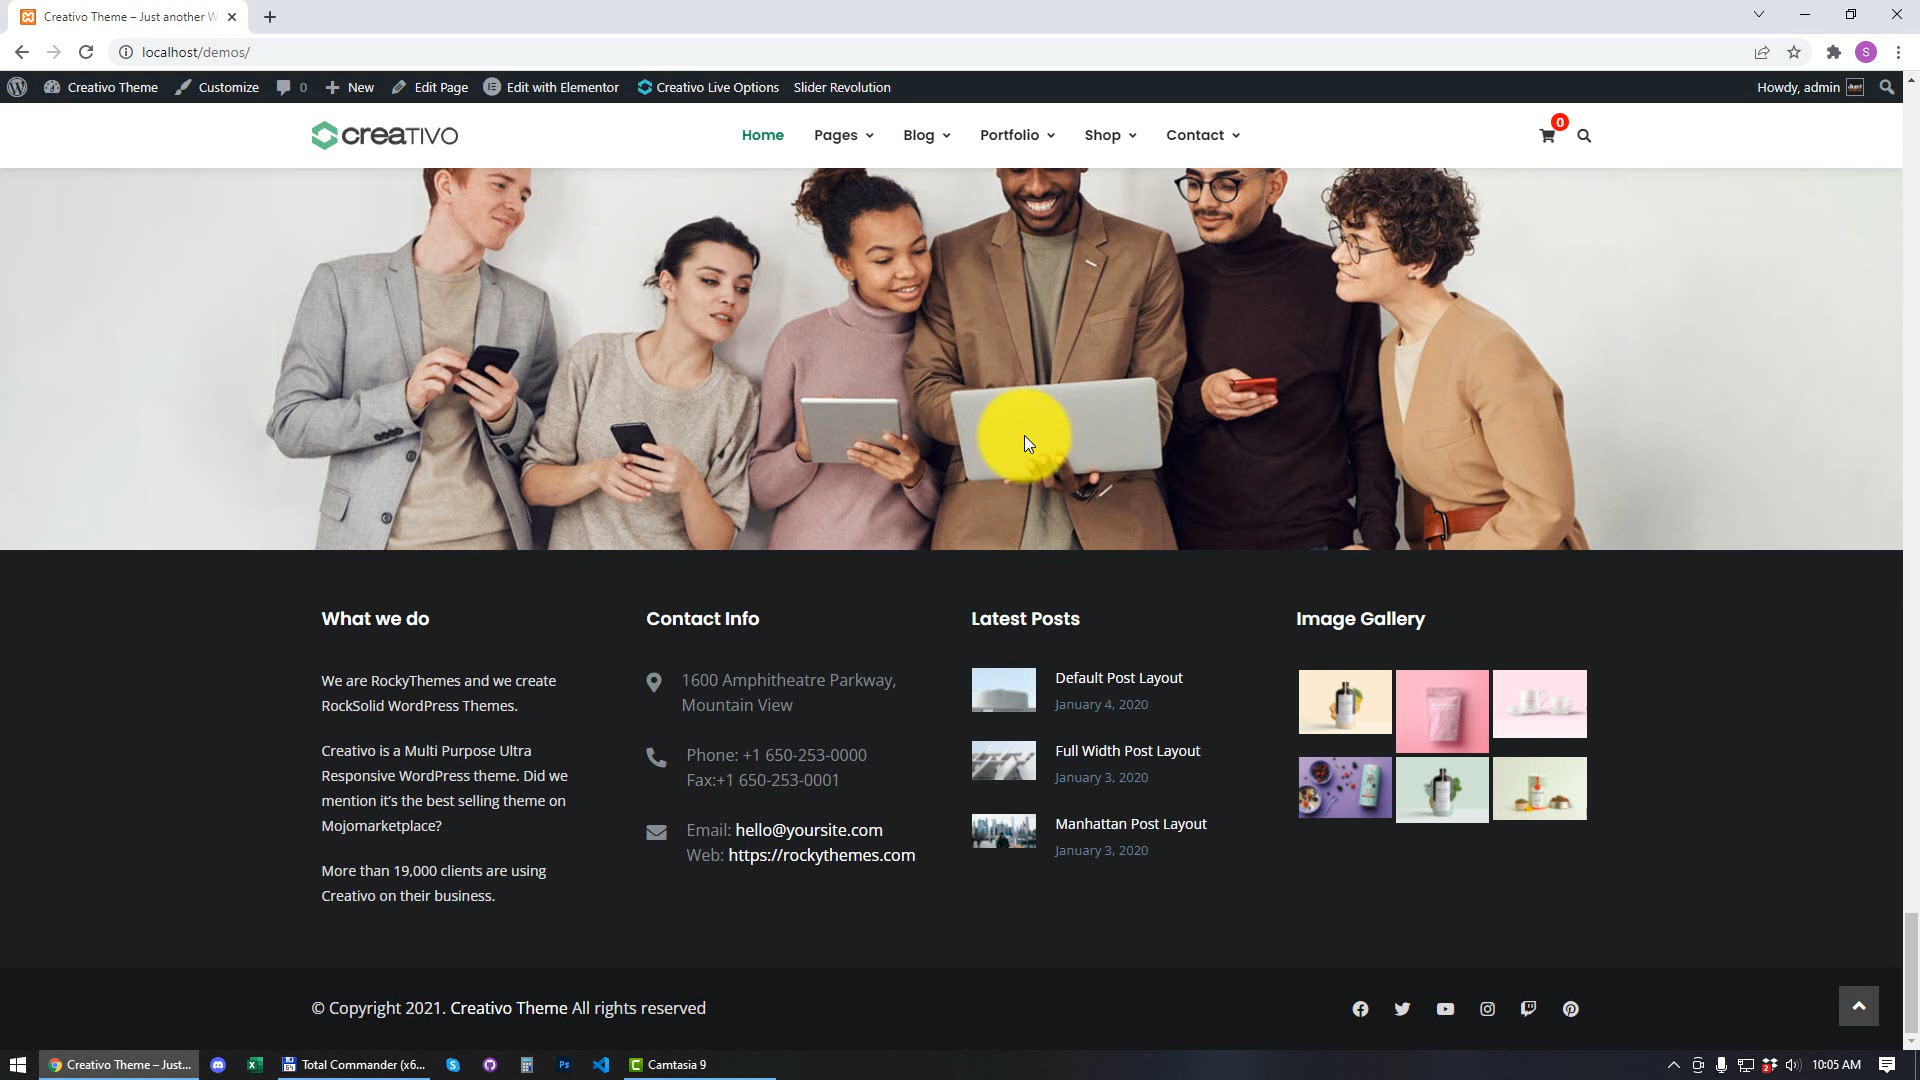 Creativo Theme – Just another W
localhost/demos/
S
Creativo Theme
Customize
0
New
Edit Page
Edit with Elementor
Creativo Live Options
Slider Revolution
Howdy, admin
creativo
Home
Pages
Blog
Portfolio
Shop
Contact
0
What we do
We are RockyThemes and we create
RockSolid WordPress Themes.
Creativo is a Multi Purpose Ultra
Responsive WordPress theme. Did we
mention it's the best selling theme on
Mojomarketplace?
More than 19,000 clients are using
Creativo on their business.
Contact Info
1600 Amphitheatre Parkway,
Mountain View
Phone: +1 650-253-0000
Fax:+1 650-253-0001
Email: hello@yoursite.com
Web: https://rockythemes.com
Latest Posts
Default Post Layout
January 4, 2020
Full Width Post Layout
January 3, 2020
Manhattan Post Layout
January 3, 2020
Image Gallery
© Copyright 2021. Creativo Theme All rights reserved
Creativo Theme – Just...
Total Commander (x6...
Ps
Camtasia 9
2
10:05 AM